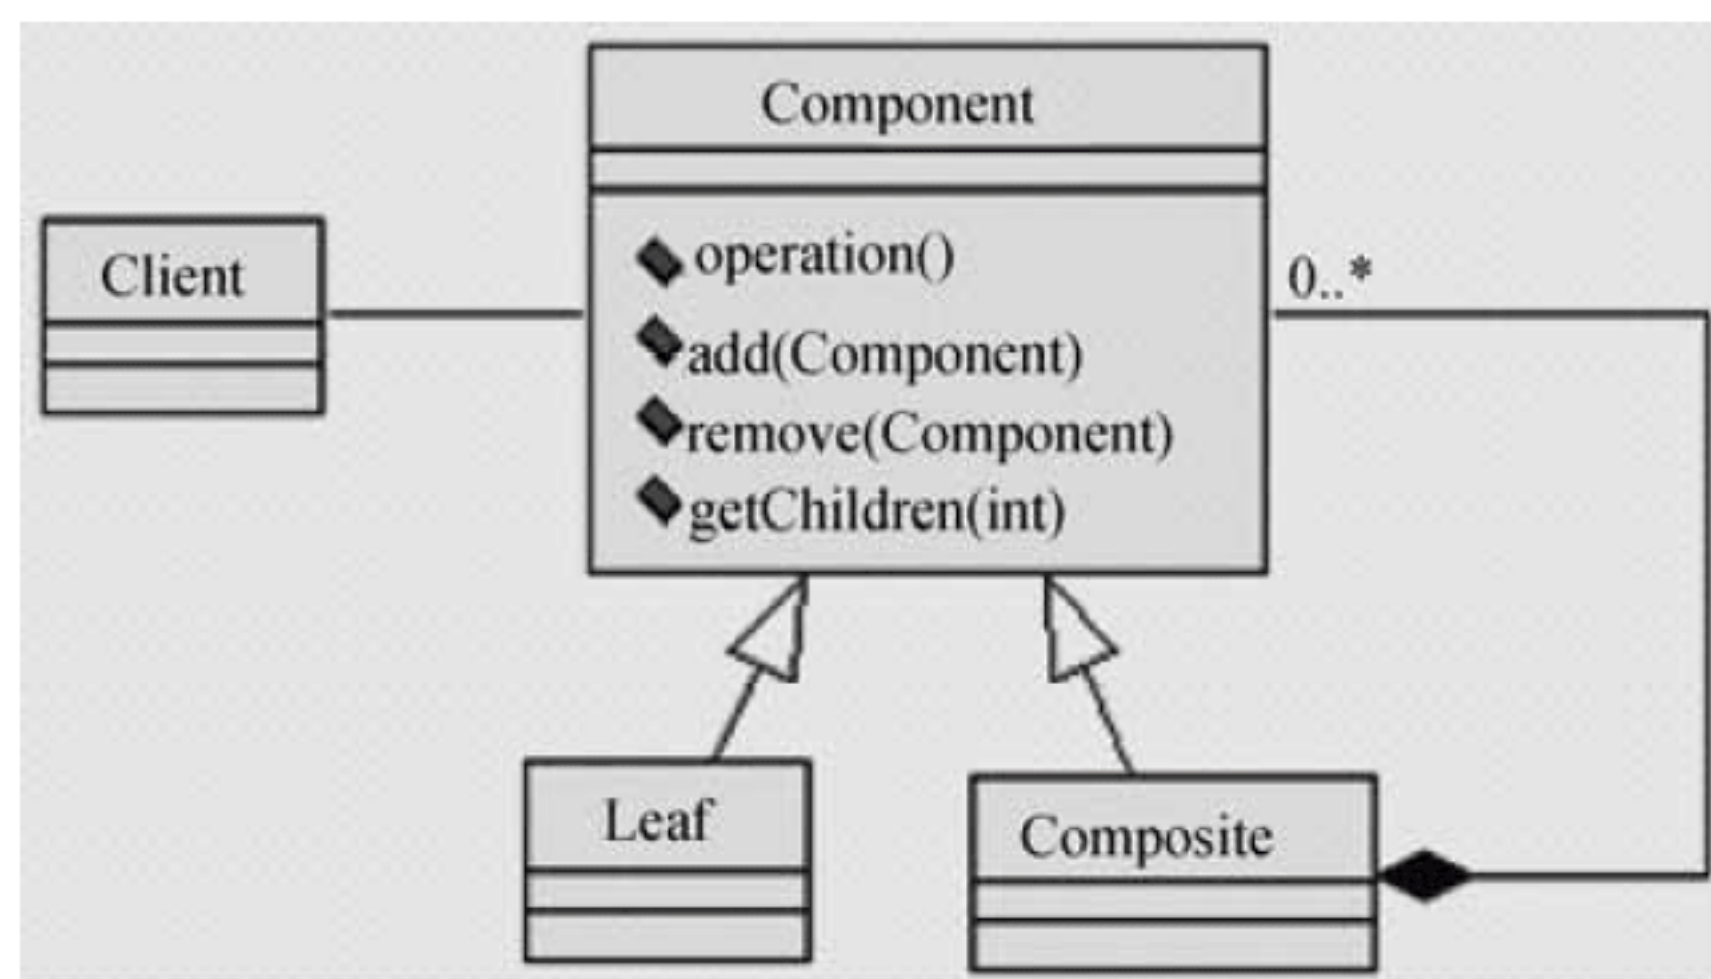 Component
Client
operation()
add(Component)
remove(Component)
getChildren(int)
0..*
Leaf
Composite